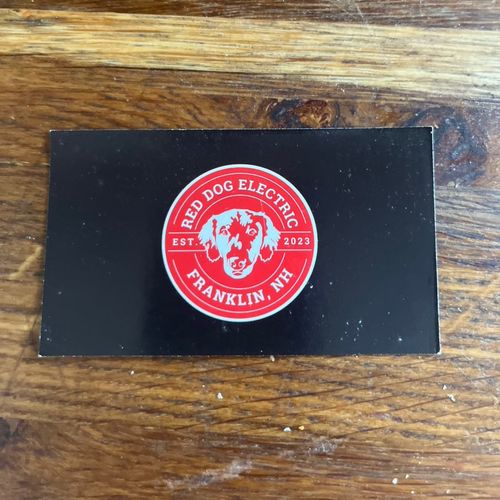 RED DOG ELECTRIC
EST. 2023
FRANKLIN, NH